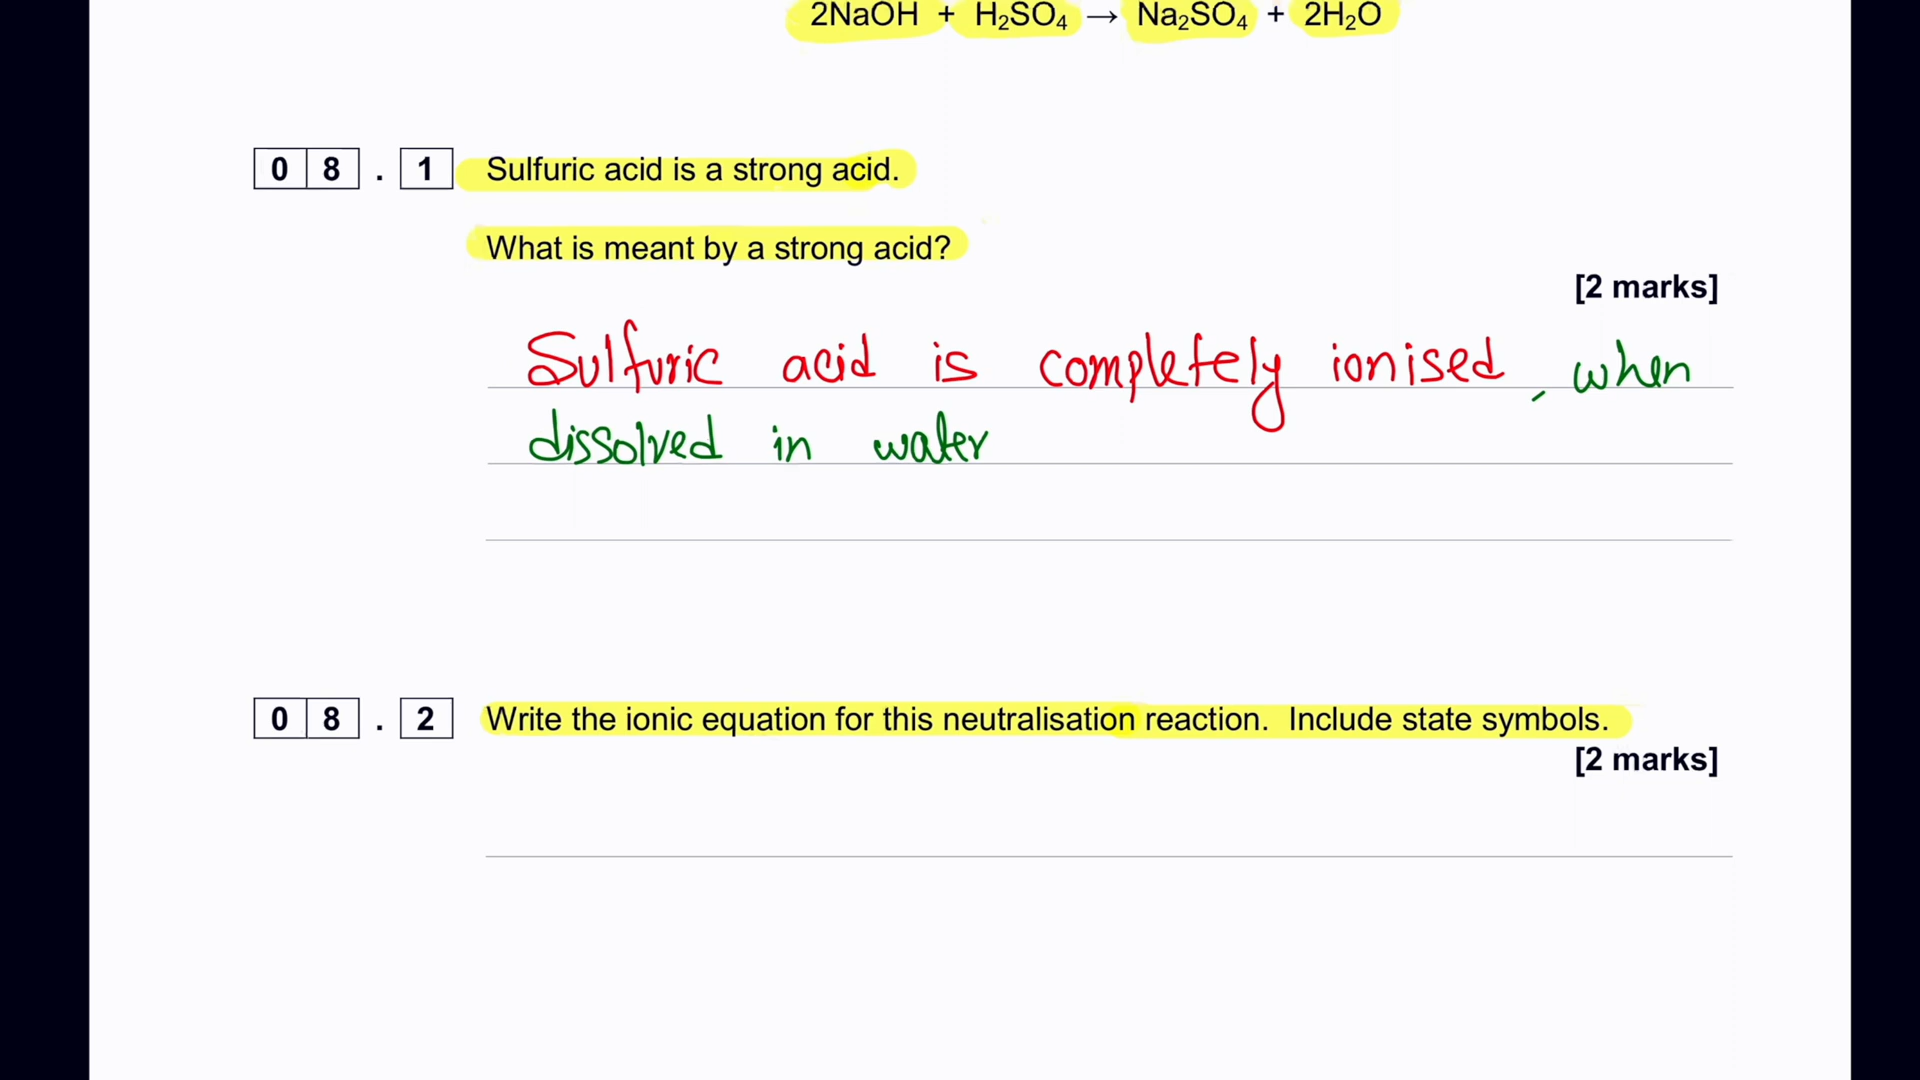 2NaOH + H₂SO₄ → Na₂SO₄ + 2H₂O
0 8 . 1 Sulfuric acid is a strong acid.
What is meant by a strong acid?
[2 marks]
Sulfuric acid is completely ionised, when
dissolved in water
0 8 . 2 Write the ionic equation for this neutralisation reaction. Include state symbols.
[2 marks]